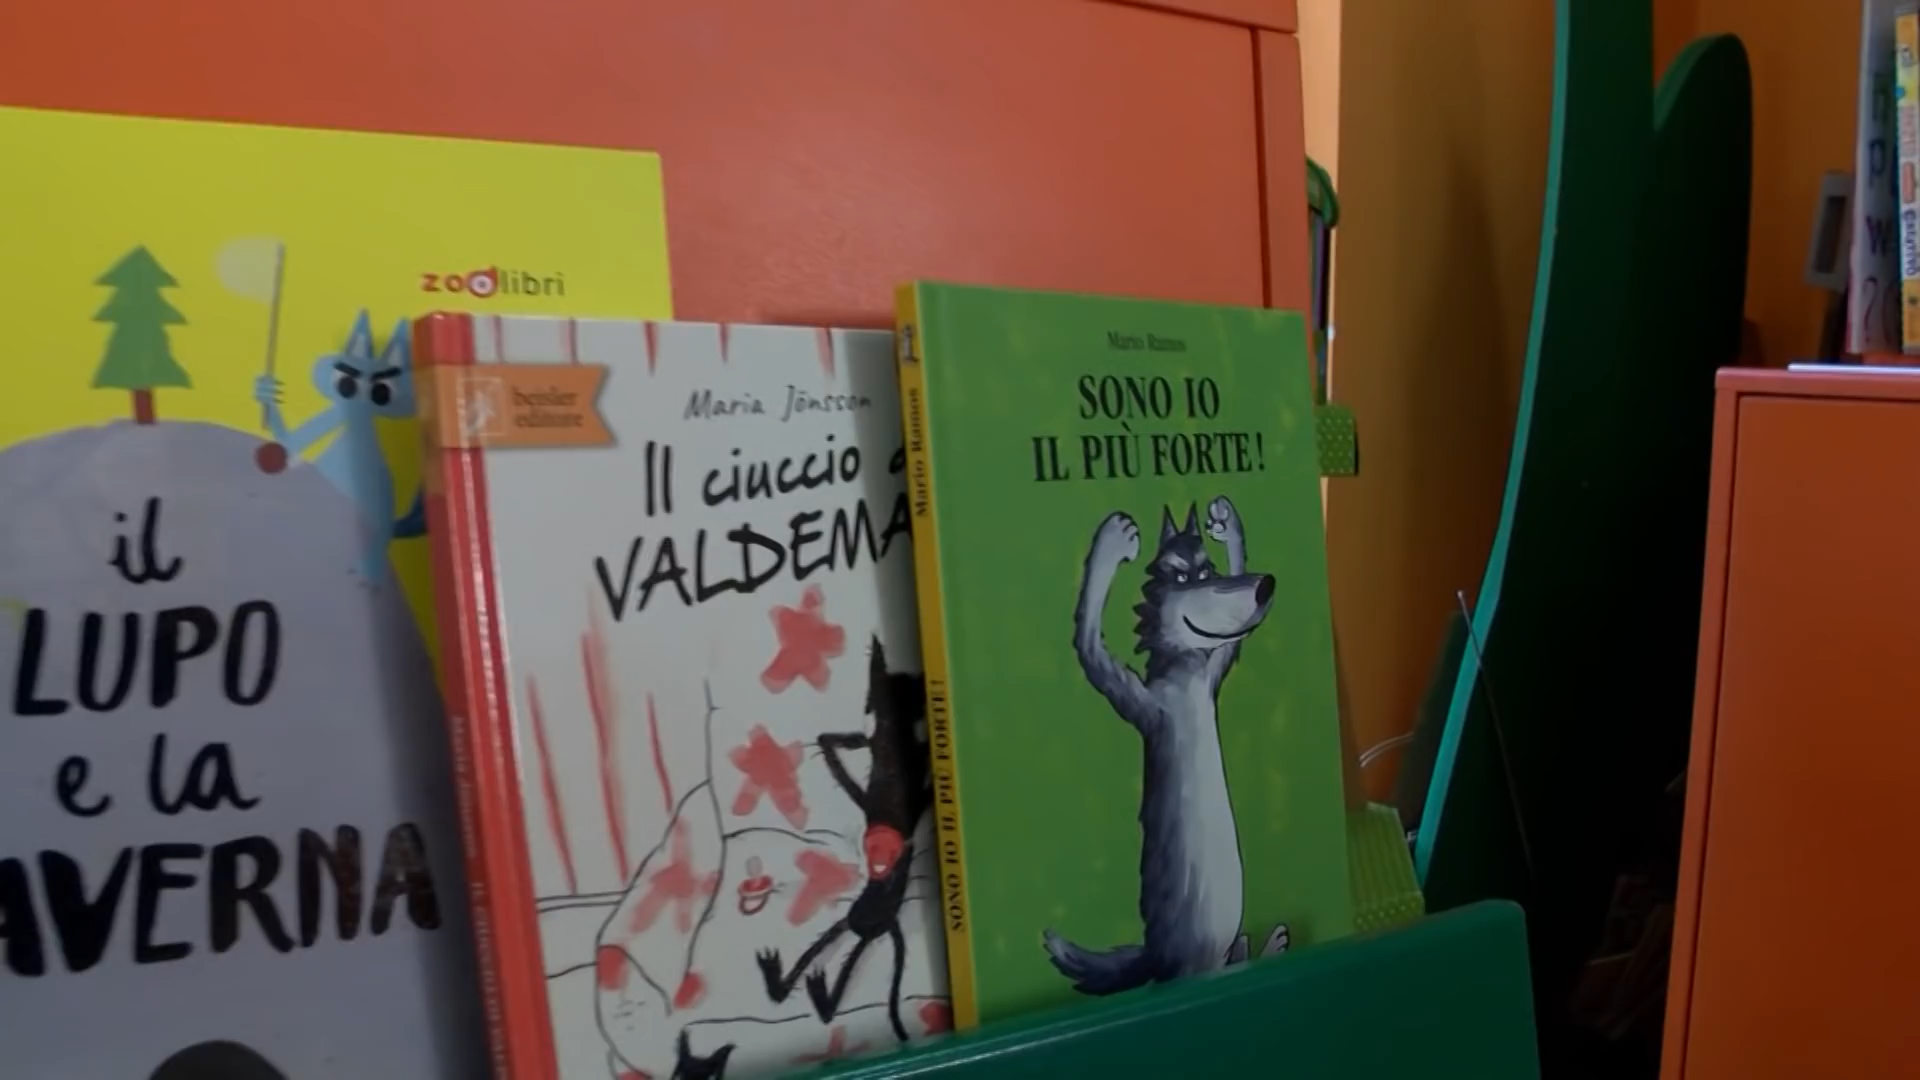 zoolibri
il
LUPO
e la
AVERNA
beisler
editore
Maria Jönsson
Il ciuccio
VALDEMA
Mario Ramos
SONO IO
IL PIÙ FORTE!
Mario Ramos
SONO IO IL PIÙ FORTE!